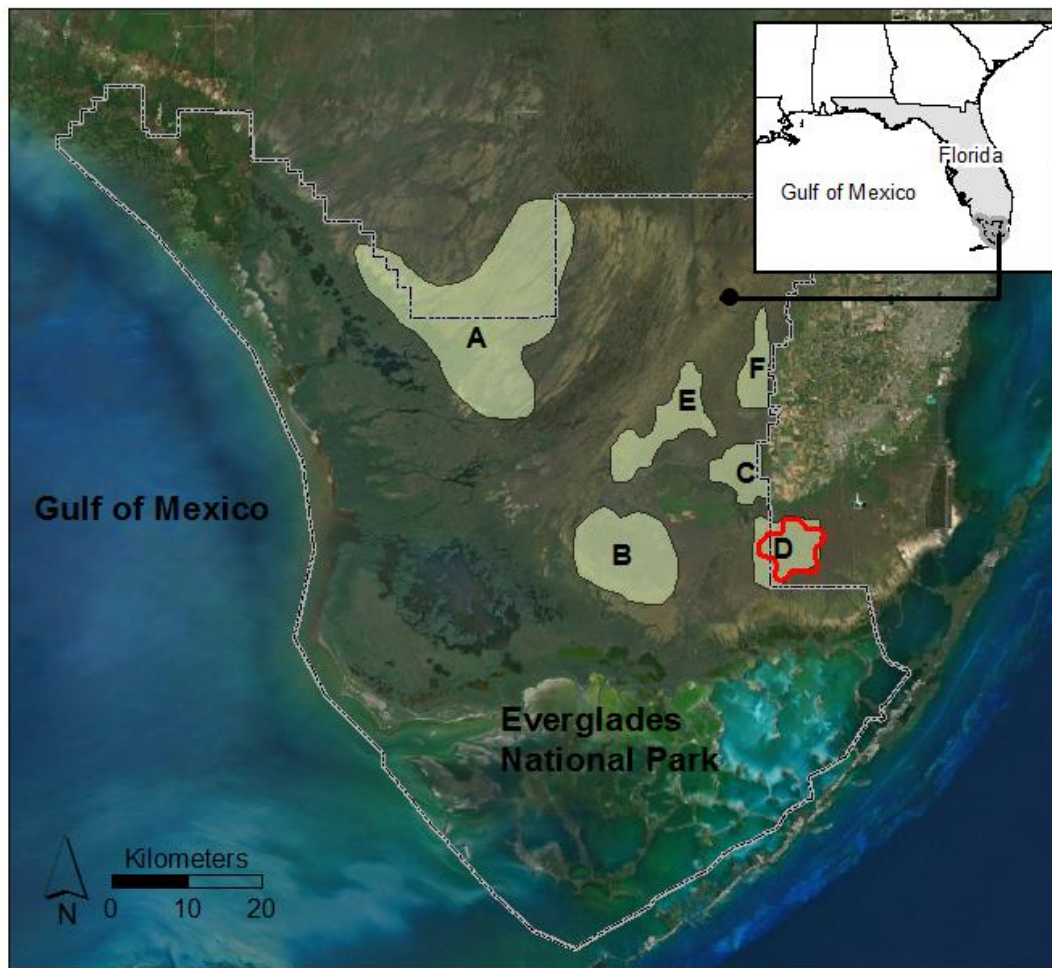 Florida
Gulf of Mexico
A
F
E
C
Gulf of Mexico
B
D
Everglades
National Park
Kilometers
0 10 20
N